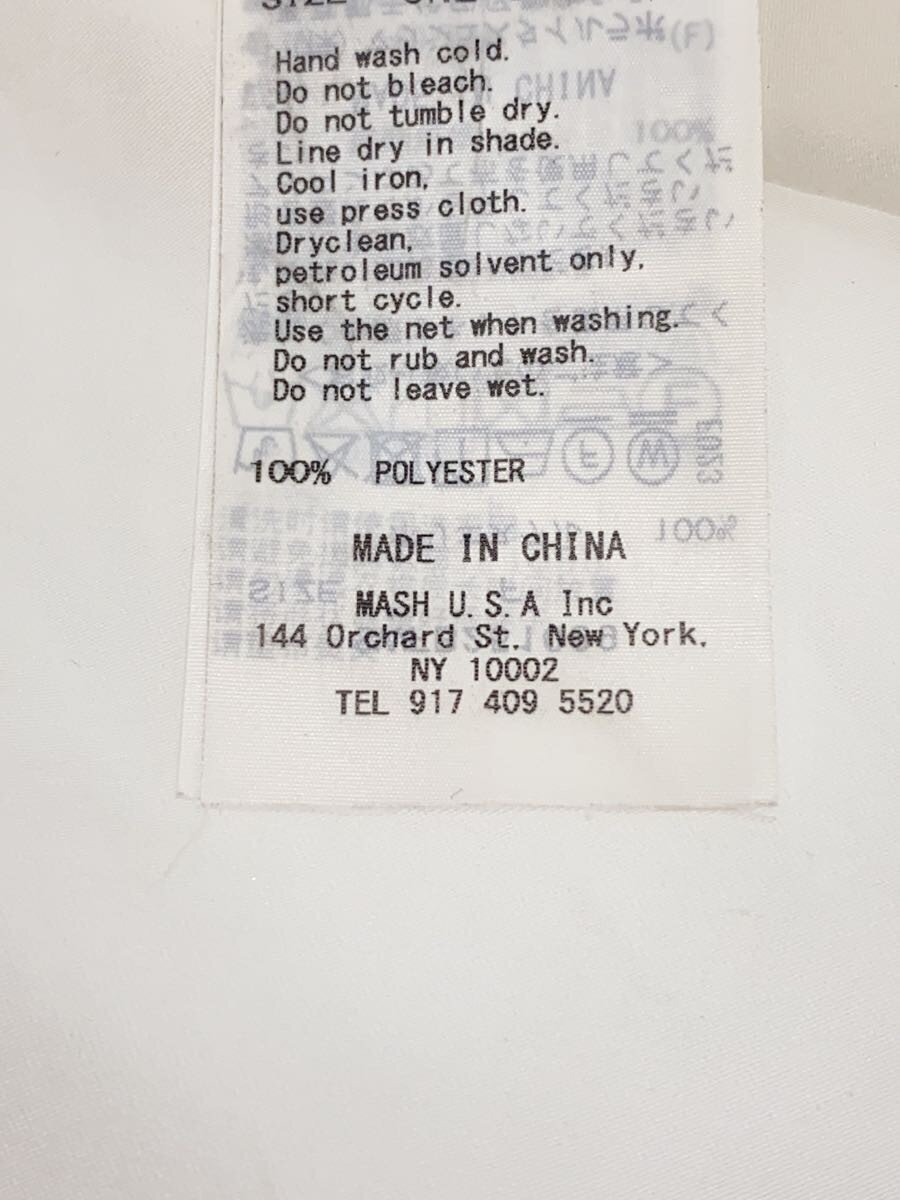 SIZE ONE
Hand wash cold.
Do not bleach.
Do not tumble dry.
Line dry in shade.
Cool iron,
use press cloth.
Dryclean,
petroleum solvent only,
short cycle.
Use the net when washing.
Do not rub and wash.
Do not leave wet.
100% POLYESTER
MADE IN CHINA
MASH U.S.A Inc
144 Orchard St. New York,
NY 10002
TEL 917 409 5520